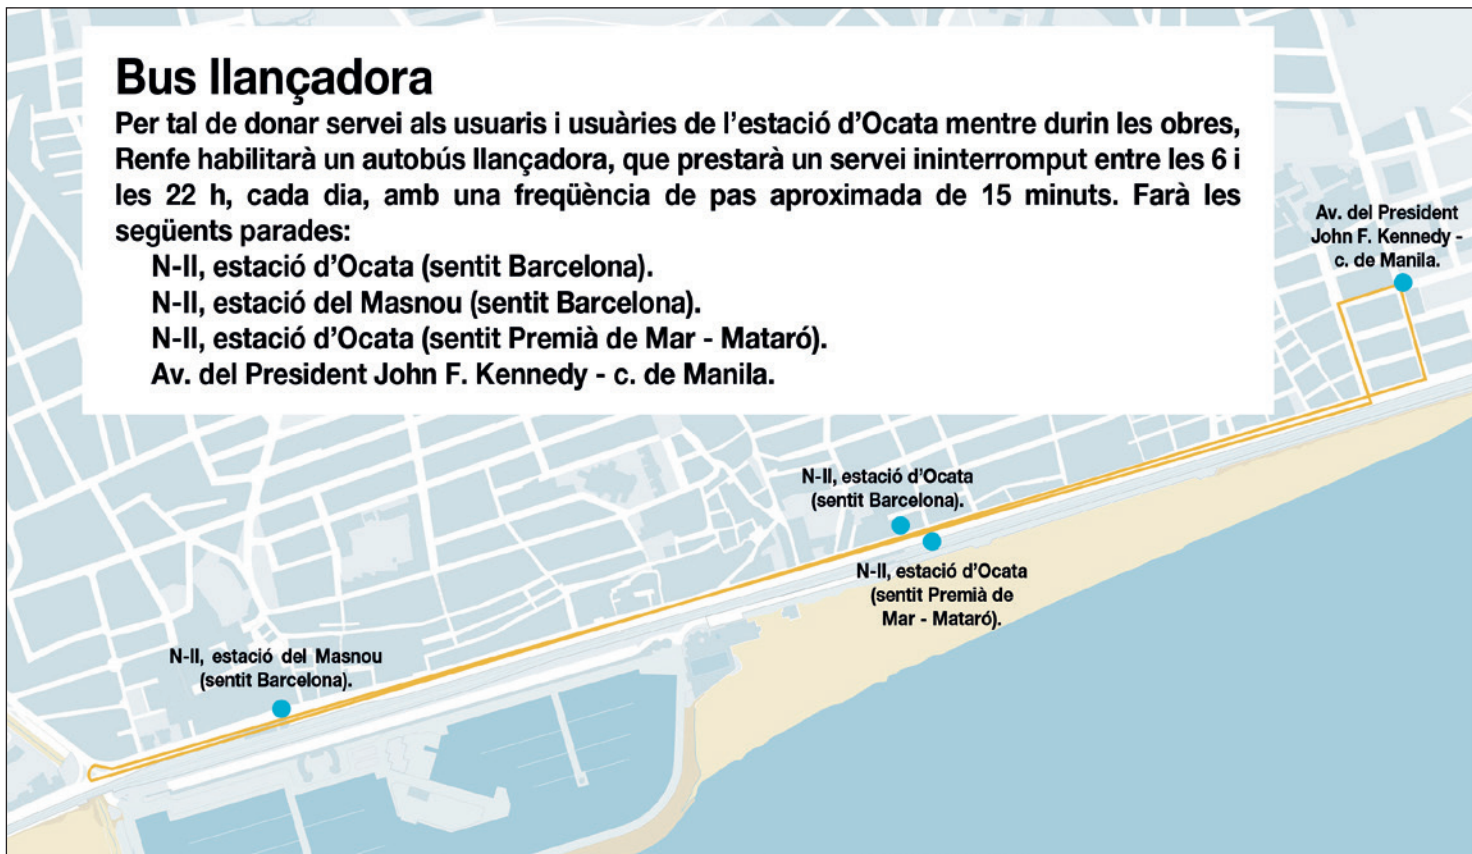 Bus llançadora
Per tal de donar servei als usuaris i usuàries de l'estació d'Ocata mentre durin les obres,
Renfe habilitarà un autobús llançadora, que prestarà un servei ininterromput entre les 6 i
les 22 h, cada dia, amb una freqüència de pas aproximada de 15 minuts. Farà les
següents parades:
N-II, estació d'Ocata (sentit Barcelona).
N-II, estació del Masnou (sentit Barcelona).
N-II, estació d'Ocata (sentit Premià de Mar - Mataró).
Av. del President John F. Kennedy - c. de Manila.
Av. del President
John F. Kennedy -
c. de Manila.
N-II, estació d'Ocata
(sentit Barcelona).
N-II, estació d'Ocata
(sentit Premià de
Mar - Mataró).
N-II, estació del Masnou
(sentit Barcelona).